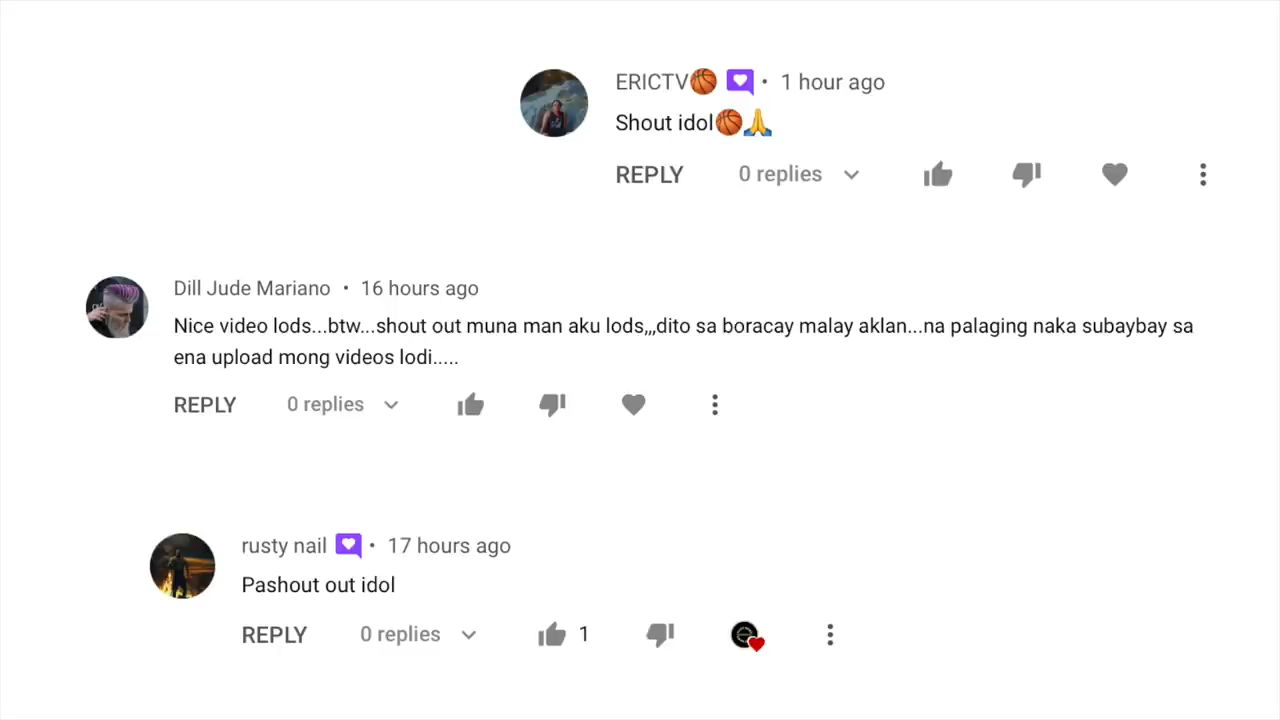 ERICTV🏀 • 1 hour ago
Shout idol🏀🙏
REPLY 0 replies
Dill Jude Mariano • 16 hours ago
Nice video lods...btw...shout out muna man aku lods,,,dito sa boracay malay aklan...na palaging naka subaybay sa
ena upload mong videos lodi.....
REPLY 0 replies
rusty nail • 17 hours ago
Pashout out idol
REPLY 0 replies 1